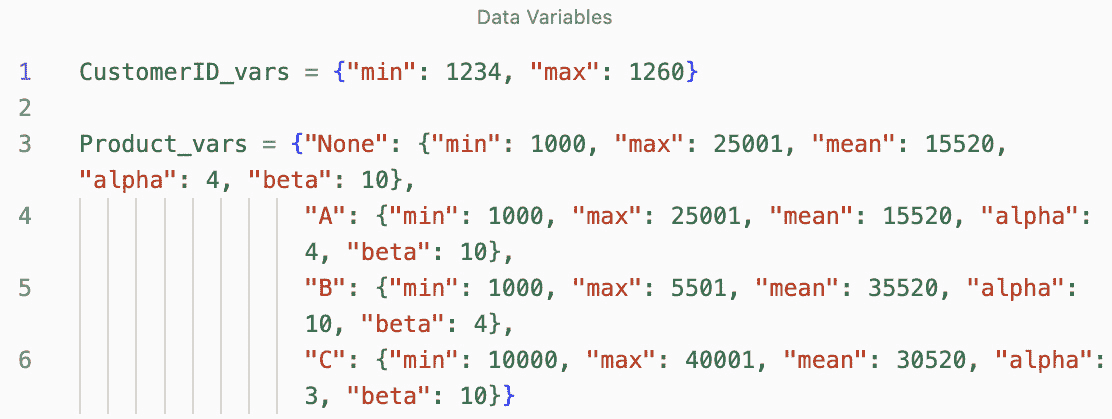 Data Variables
1 CustomerID_vars = {"min": 1234, "max": 1260}
2
3 Product_vars = {"None": {"min": 1000, "max": 25001, "mean": 15520,
"alpha": 4, "beta": 10},
4 "A": {"min": 1000, "max": 25001, "mean": 15520, "alpha":
4, "beta": 10},
5 "B": {"min": 1000, "max": 5501, "mean": 35520, "alpha":
10, "beta": 4},
6 "C": {"min": 10000, "max": 40001, "mean": 30520, "alpha":
3, "beta": 10}}